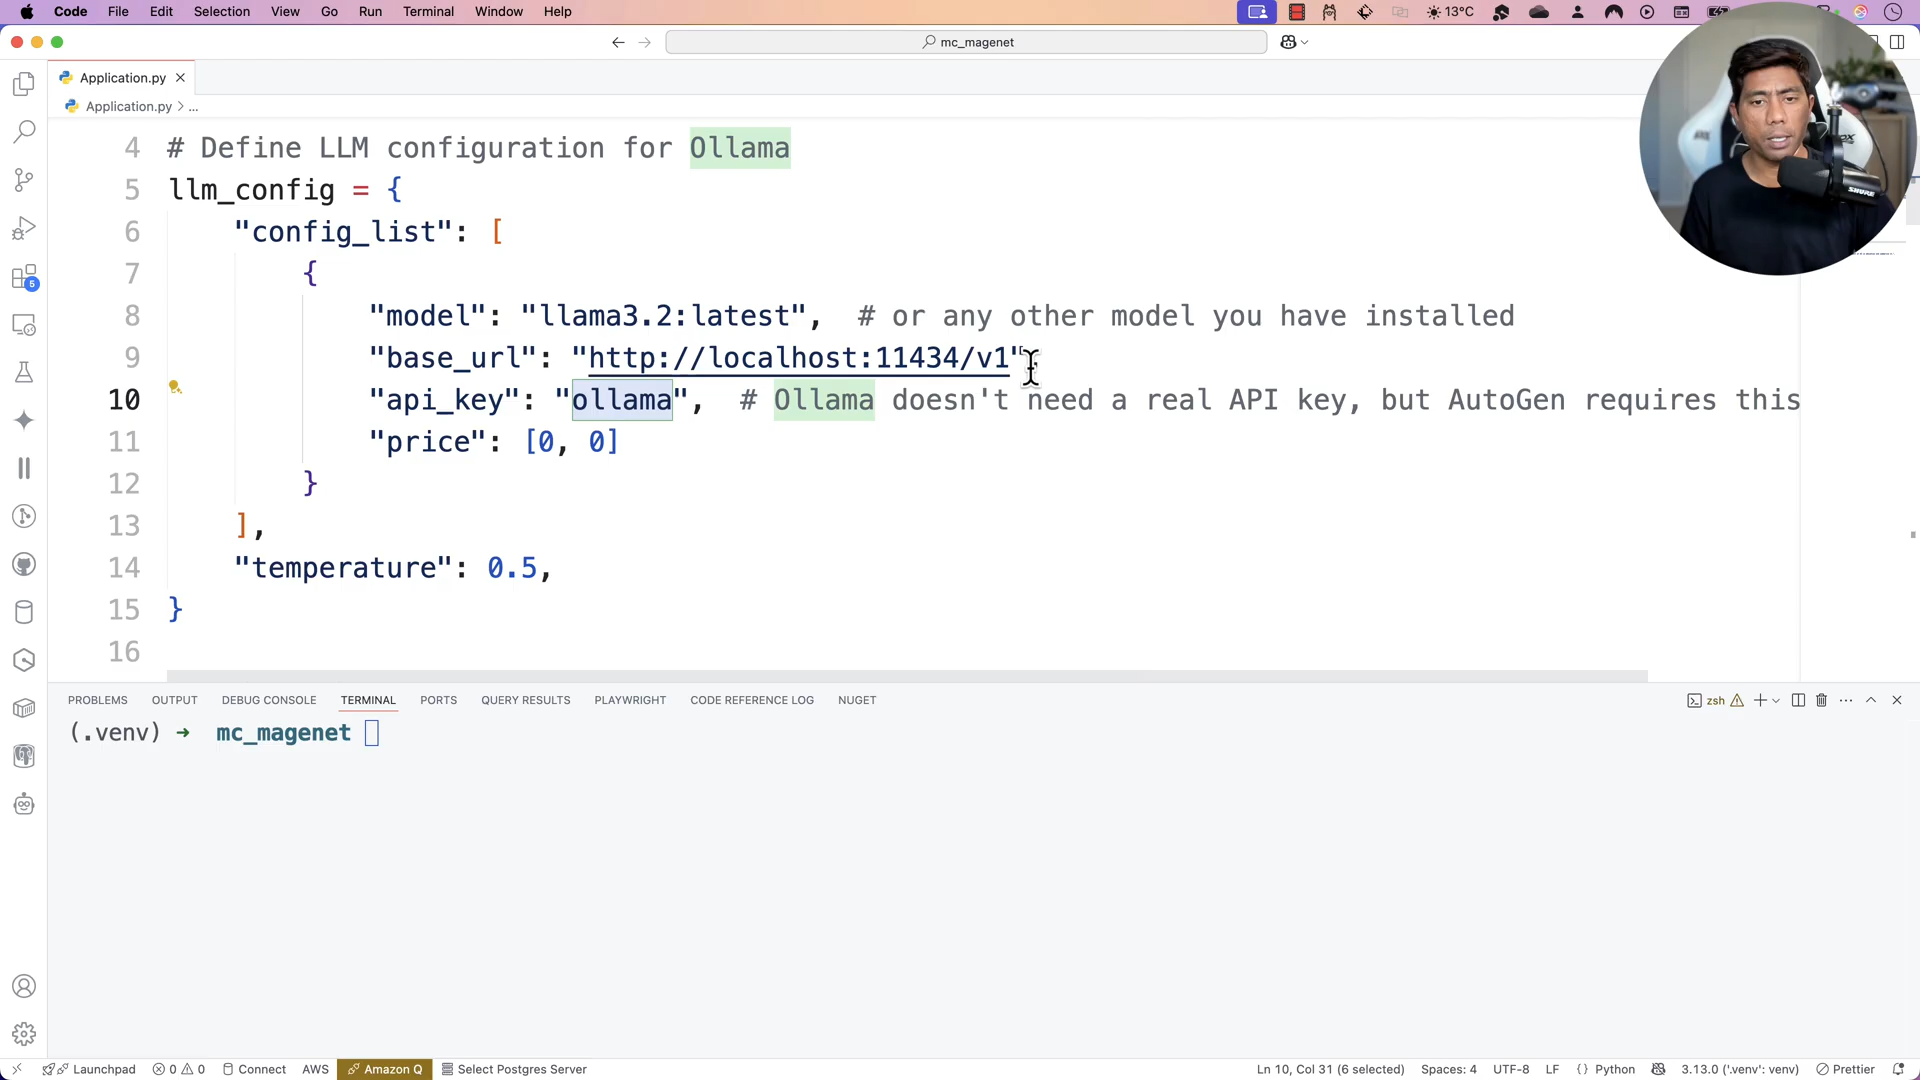 Code File Edit Selection View Go Run Terminal Window Help 13°C
mc_magenet
Application.py
Application.py > ...
4 # Define LLM configuration for Ollama
5 llm_config = {
6 "config_list": [
7 {
8 "model": "llama3.2:latest", # or any other model you have installed
9 "base_url": "http://localhost:11434/v1"
10 "api_key": "ollama", # Ollama doesn't need a real API key, but AutoGen requires this
11 "price": [0, 0]
12 }
13 ],
14 "temperature": 0.5,
15 }
16
5
PROBLEMS OUTPUT DEBUG CONSOLE TERMINAL PORTS QUERY RESULTS PLAYWRIGHT CODE REFERENCE LOG NUGET zsh
(.venv) → mc_magenet
SHURE
Launchpad 0 0 Connect AWS Amazon Q Select Postgres Server Ln 10, Col 31 (6 selected) Spaces: 4 UTF-8 LF {} Python 3.13.0 ('.venv': venv) Prettier